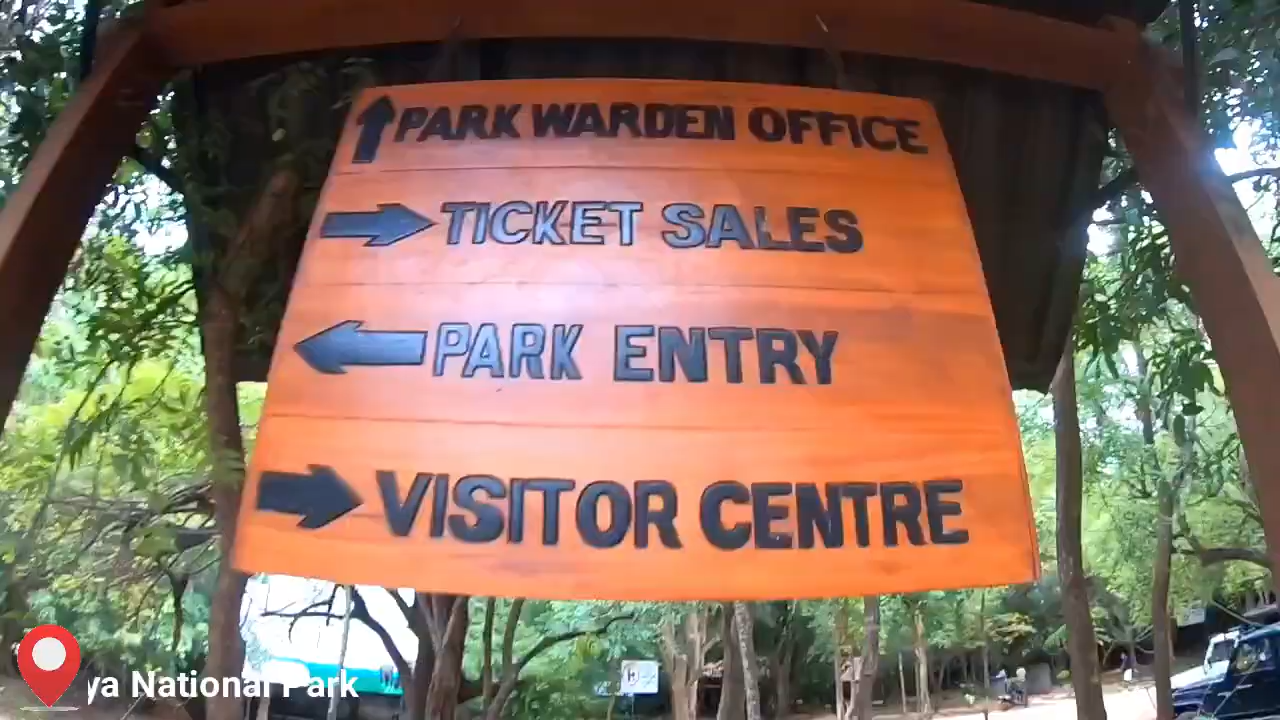 PARK WARDEN OFFICE
TICKET SALES
PARK ENTRY
VISITOR CENTRE
ya National Park